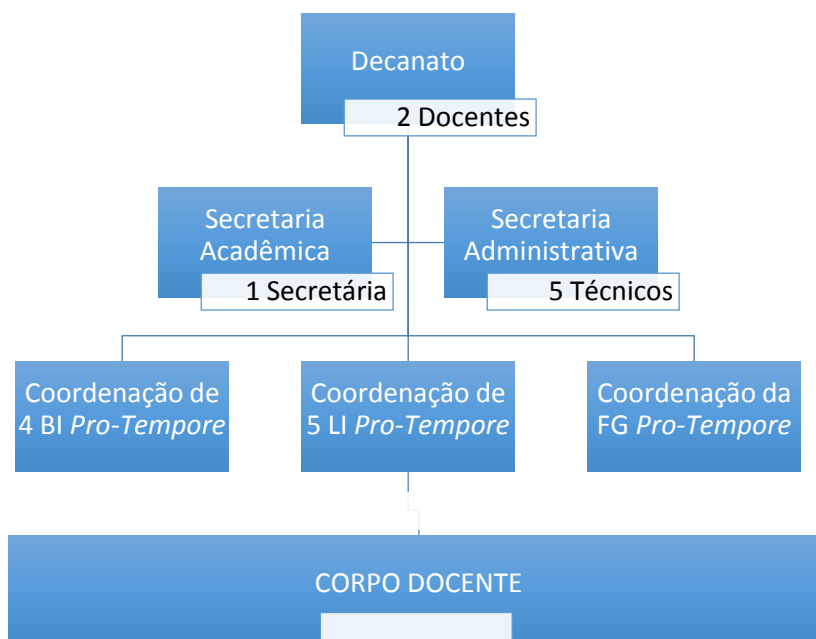 Decanato
2 Docentes
Secretaria
Acadêmica
1 Secretária
Secretaria
Administrativa
5 Técnicos
Coordenação de
4 BI Pro-Tempore
Coordenação de
5 LI Pro-Tempore
Coordenação da
FG Pro-Tempore
CORPO DOCENTE